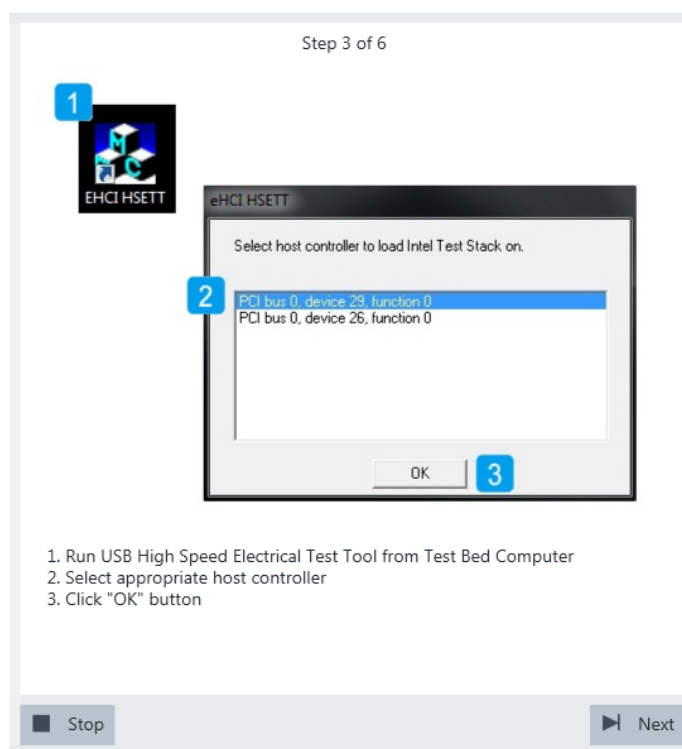 Step 3 of 6
1
M
C
EHCI HSETT
eHCI HSETT
Select host controller to load Intel Test Stack on.
2
PCI bus 0, device 29, function 0
PCI bus 0, device 26, function 0
OK
3
1. Run USB High Speed Electrical Test Tool from Test Bed Computer
2. Select appropriate host controller
3. Click "OK" button
Stop
Next